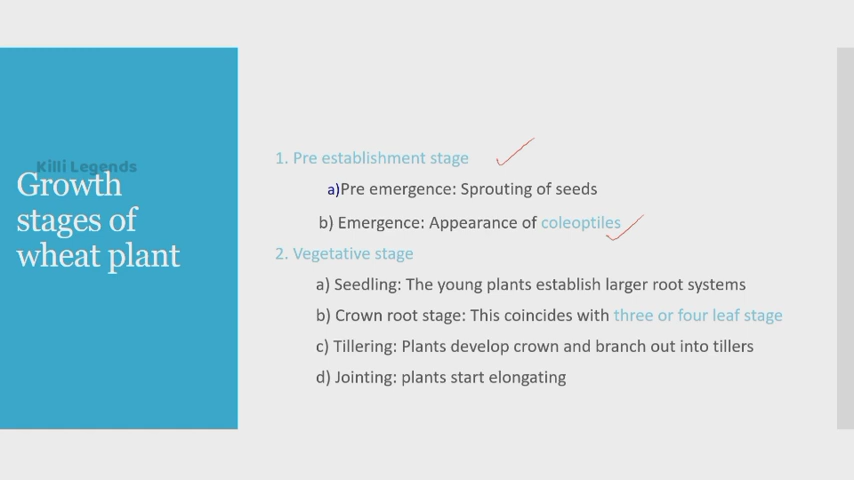 Killi Legends
Growth
stages of
wheat plant
1. Pre establishment stage
a)Pre emergence: Sprouting of seeds
b) Emergence: Appearance of coleoptiles
2. Vegetative stage
a) Seedling: The young plants establish larger root systems
b) Crown root stage: This coincides with three or four leaf stage
c) Tillering: Plants develop crown and branch out into tillers
d) Jointing: plants start elongating